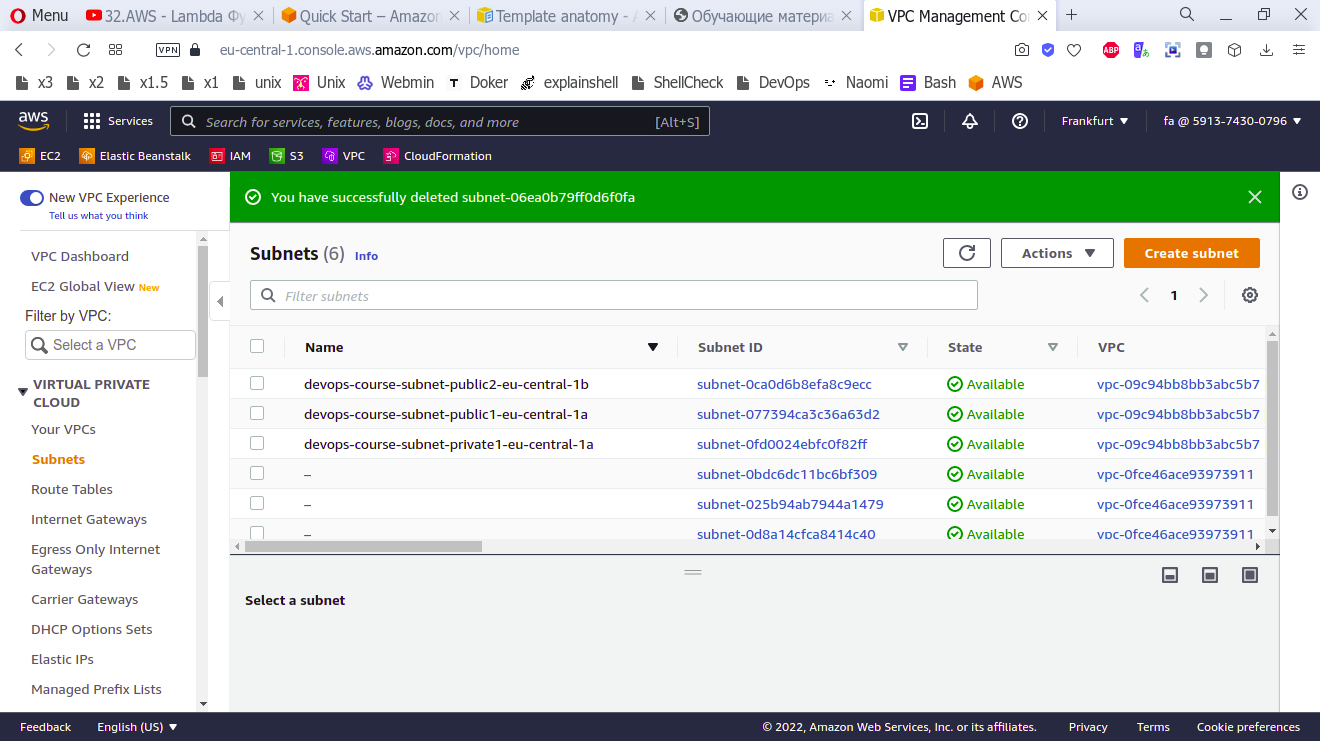 Menu 32.AWS - Lambda Фу Quick Start – Amazon Template anatomy - A Обучающие материа VPC Management Co
VPN eu-central-1.console.aws.amazon.com/vpc/home ABP
x3 x2 x1.5 x1 unix Unix Webmin T Doker explainshell ShellCheck DevOps Naomi Bash AWS
aws Services Search for services, features, blogs, docs, and more [Alt+S] Frankfurt fa @ 5913-7430-0796
EC2 Elastic Beanstalk IAM S3 VPC CloudFormation
New VPC Experience
Tell us what you think
You have successfully deleted subnet-06ea0b79ff0d6f0fa
VPC Dashboard
EC2 Global View New
Filter by VPC:
Select a VPC
VIRTUAL PRIVATE
CLOUD
Your VPCs
Subnets
Route Tables
Internet Gateways
Egress Only Internet
Gateways
Carrier Gateways
DHCP Options Sets
Elastic IPs
Managed Prefix Lists
Subnets (6) Info Actions Create subnet
Filter subnets 1
Name Subnet ID State VPC
devops-course-subnet-public2-eu-central-1b subnet-0ca0d6b8efa8c9ecc Available vpc-09c94bb8bb3abc5b7
devops-course-subnet-public1-eu-central-1a subnet-077394ca3c36a63d2 Available vpc-09c94bb8bb3abc5b7
devops-course-subnet-private1-eu-central-1a subnet-0fd0024ebfc0f82ff Available vpc-09c94bb8bb3abc5b7
– subnet-0bdc6dc11bc6bf309 Available vpc-0fce46ace93973911
– subnet-025b94ab7944a1479 Available vpc-0fce46ace93973911
– subnet-0d8a14cfca8414c40 Available vpc-0fce46ace93973911
Select a subnet
Feedback English (US) © 2022, Amazon Web Services, Inc. or its affiliates. Privacy Terms Cookie preferences